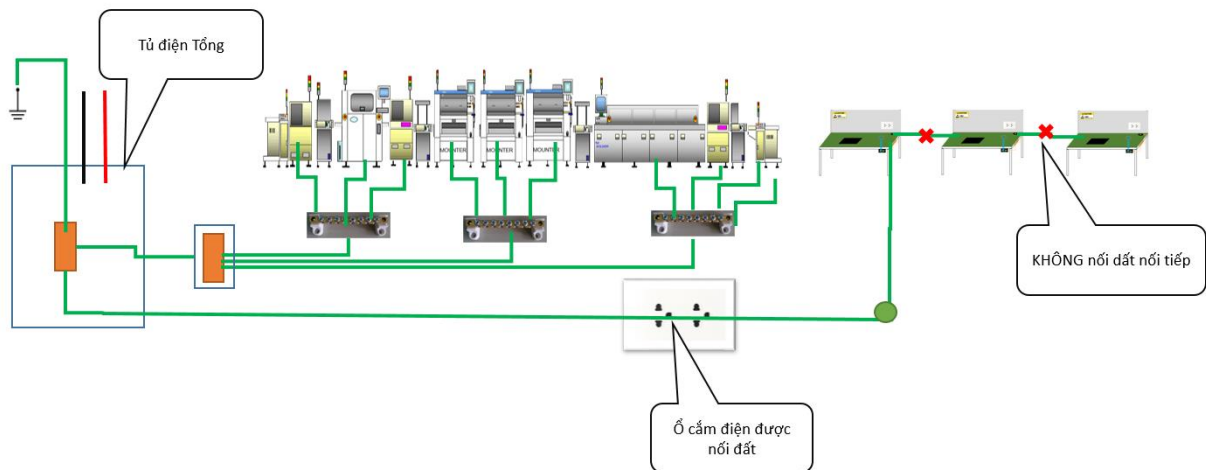 Tủ điện Tổng
MOUNTER
MOUNTER
MOUNTER
KHÔNG nối dất nối tiếp
Ổ cắm điện được
nối đất